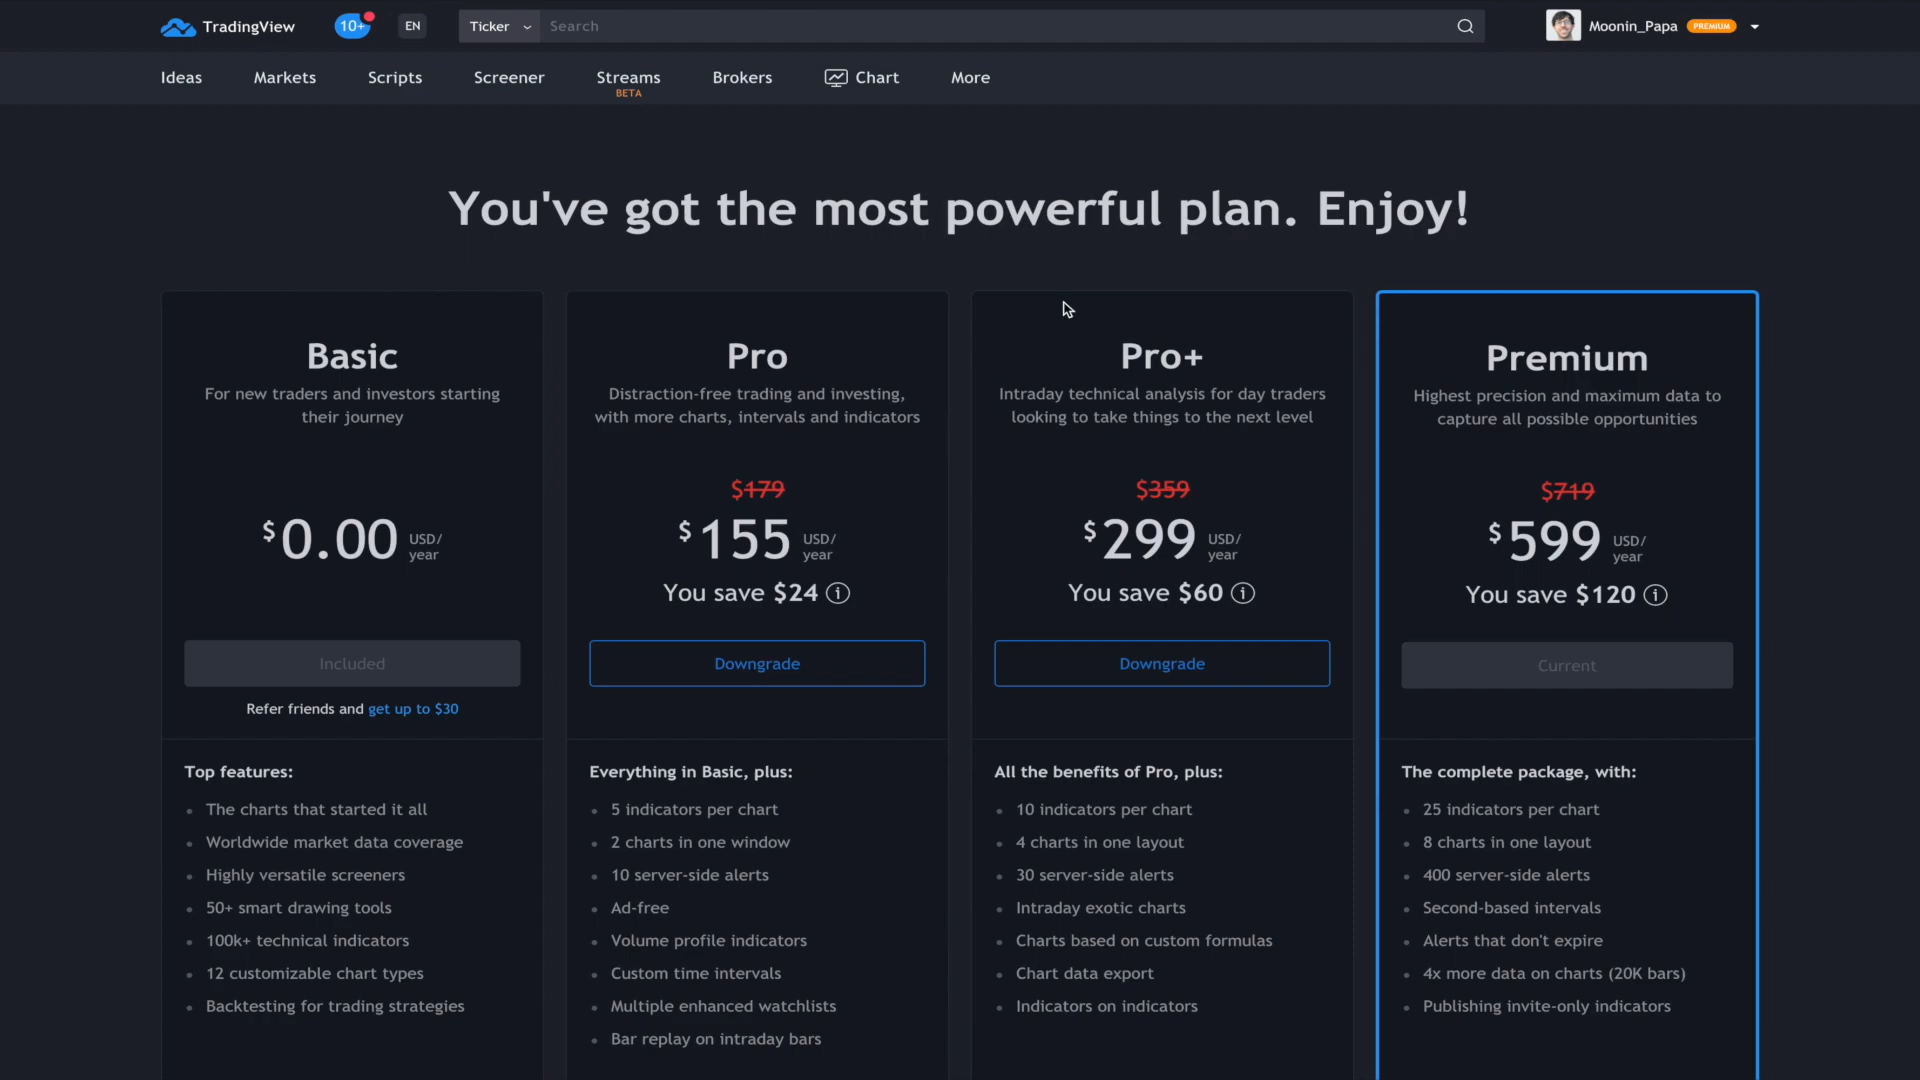 TradingView
10+
EN
Ticker
Search
Moonin_Papa
PREMIUM
Ideas
Markets
Scripts
Screener
Streams
BETA
Brokers
Chart
More
You've got the most powerful plan. Enjoy!
Basic
For new traders and investors starting
their journey
$0.00 USD/
year
Included
Refer friends and get up to $30
Top features:
The charts that started it all
Worldwide market data coverage
Highly versatile screeners
50+ smart drawing tools
100k+ technical indicators
12 customizable chart types
Backtesting for trading strategies
Pro
Distraction-free trading and investing,
with more charts, intervals and indicators
$179
$155 USD/
year
You save $24
Downgrade
Everything in Basic, plus:
5 indicators per chart
2 charts in one window
10 server-side alerts
Ad-free
Volume profile indicators
Custom time intervals
Multiple enhanced watchlists
Bar replay on intraday bars
Pro+
Intraday technical analysis for day traders
looking to take things to the next level
$359
$299 USD/
year
You save $60
Downgrade
All the benefits of Pro, plus:
10 indicators per chart
4 charts in one layout
30 server-side alerts
Intraday exotic charts
Charts based on custom formulas
Chart data export
Indicators on indicators
Premium
Highest precision and maximum data to
capture all possible opportunities
$719
$599 USD/
year
You save $120
Current
The complete package, with:
25 indicators per chart
8 charts in one layout
400 server-side alerts
Second-based intervals
Alerts that don't expire
4x more data on charts (20K bars)
Publishing invite-only indicators